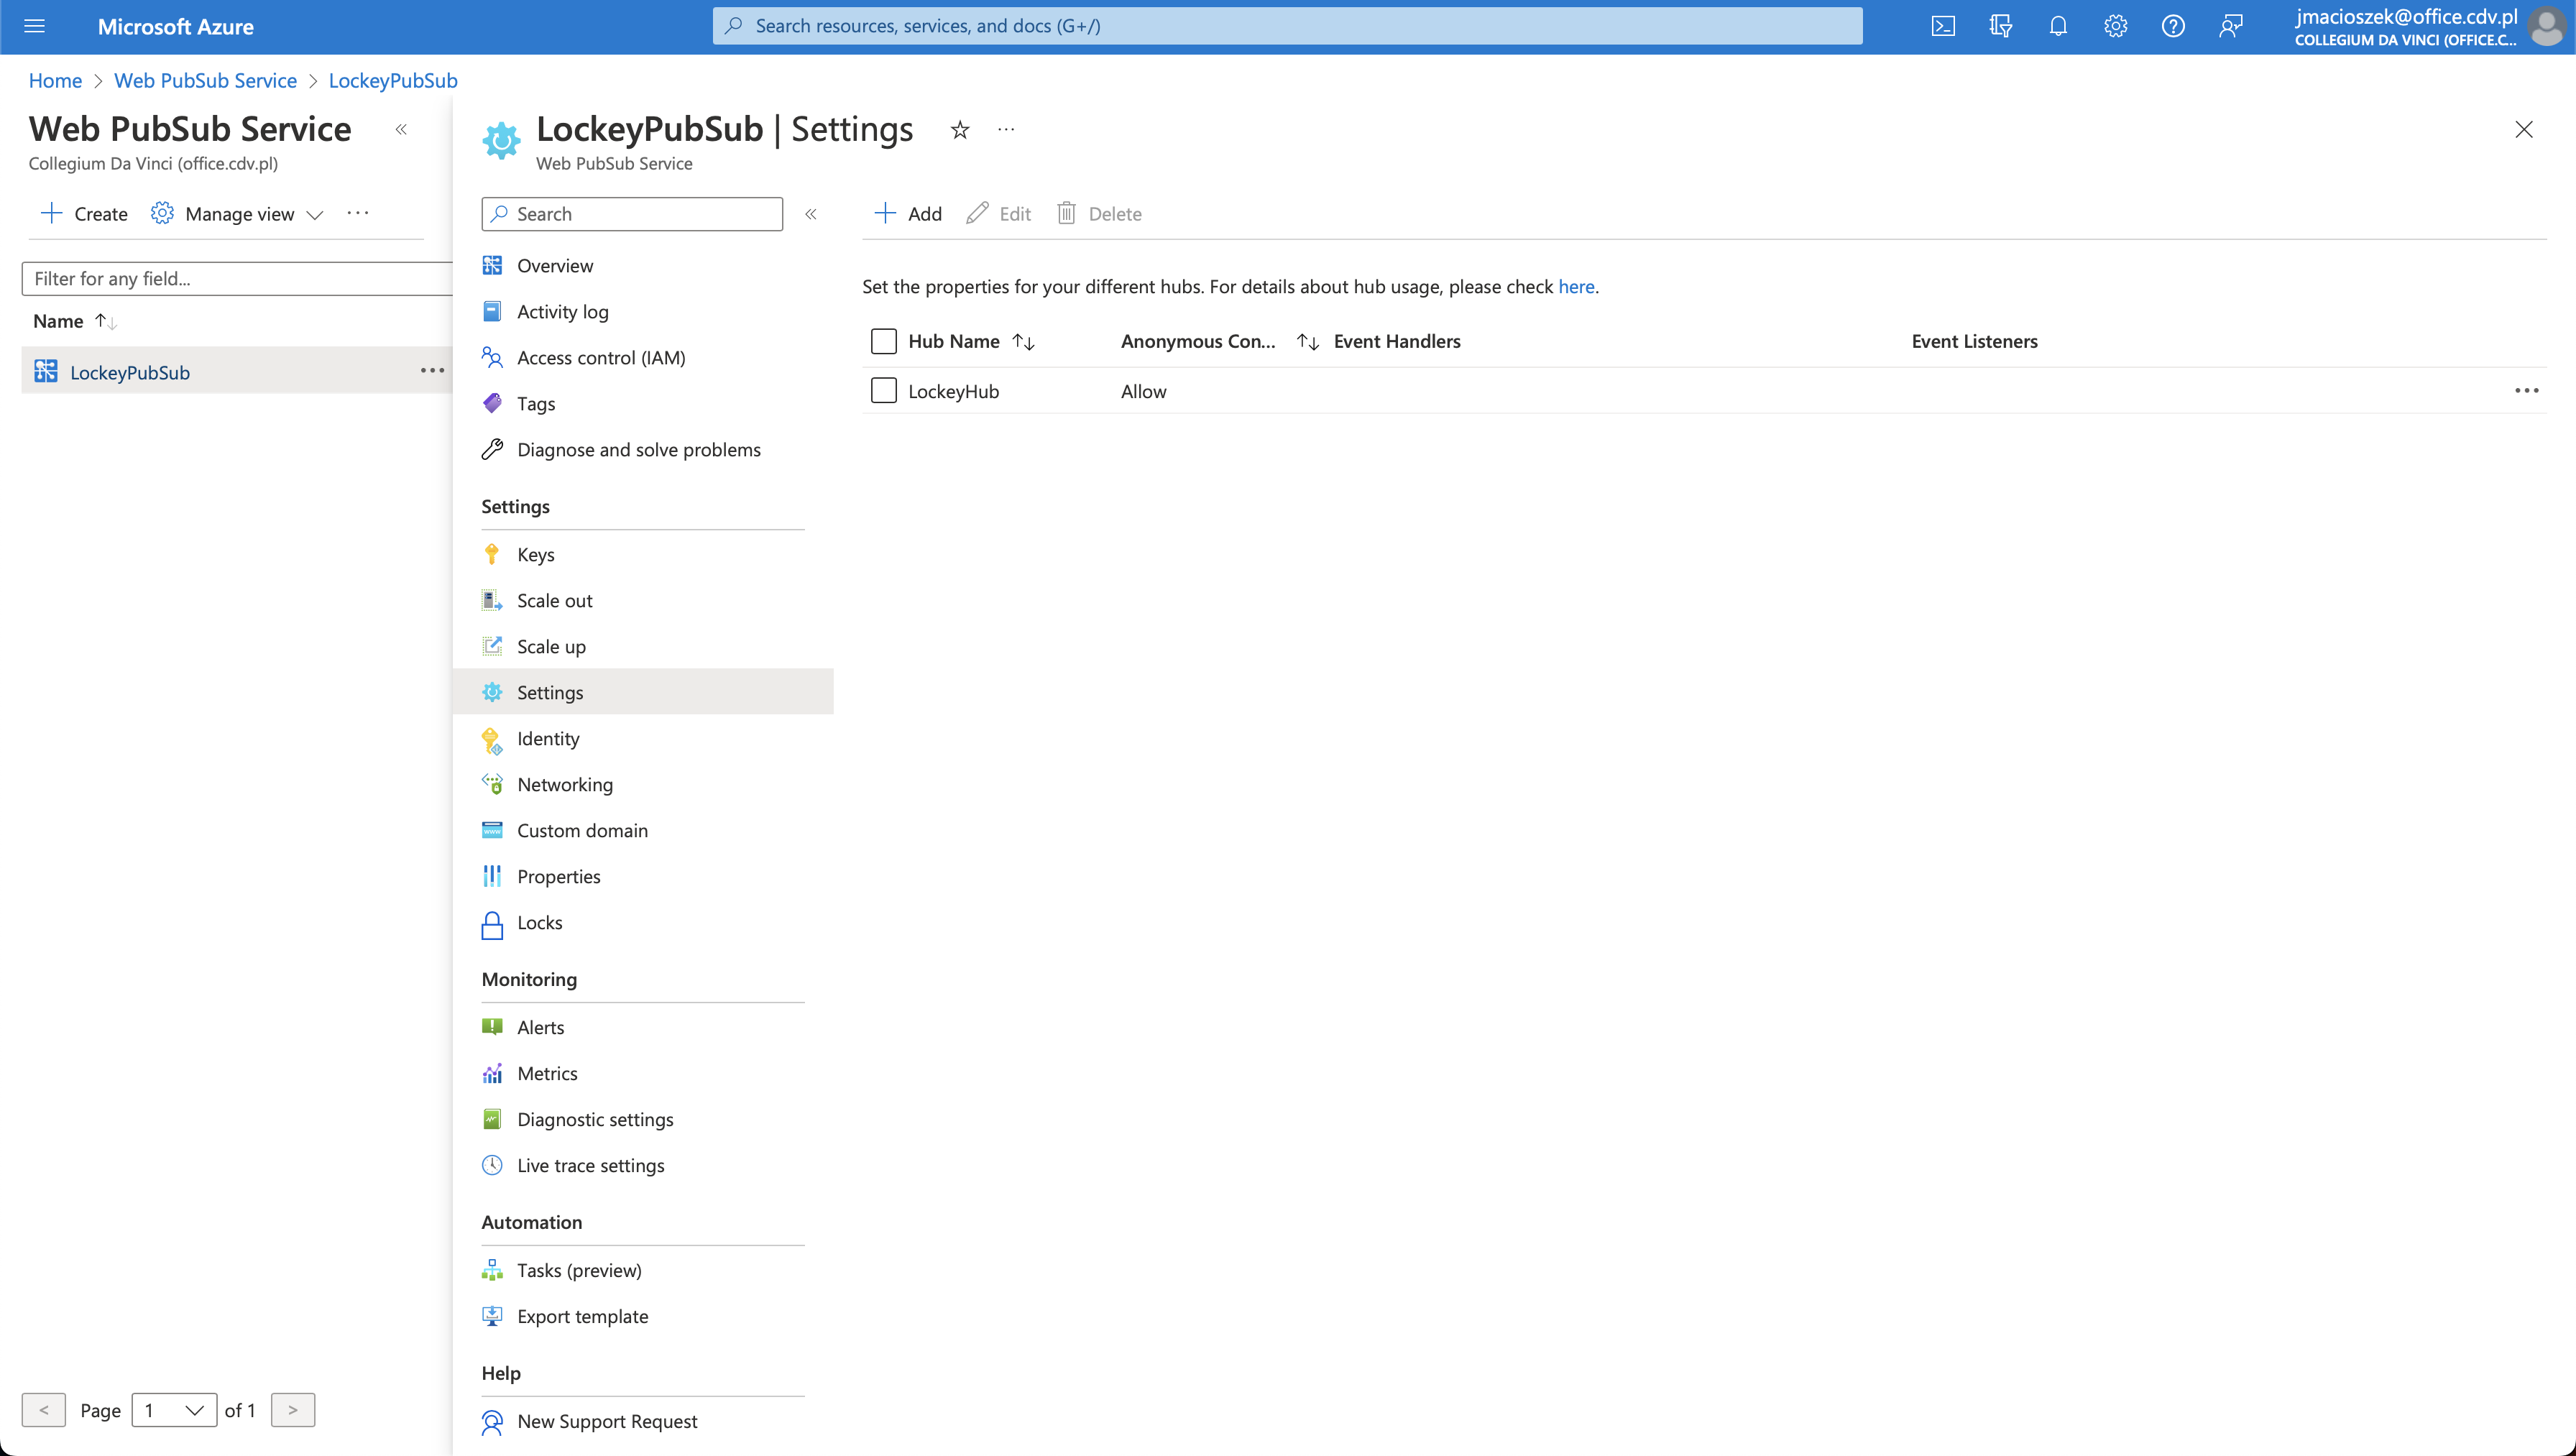 Microsoft Azure
Search resources, services, and docs (G+/)
jmacioszek@office.cdv.pl
COLLEGIUM DA VINCI (OFFICE.C...
Home > Web PubSub Service > LockeyPubSub
Web PubSub Service
Collegium Da Vinci (office.cdv.pl)
Create
Manage view
Filter for any field...
Name
LockeyPubSub
Page 1 of 1
LockeyPubSub | Settings
Web PubSub Service
Search
Overview
Activity log
Access control (IAM)
Tags
Diagnose and solve problems
Settings
Keys
Scale out
Scale up
Settings
Identity
Networking
Custom domain
Properties
Locks
Monitoring
Alerts
Metrics
Diagnostic settings
Live trace settings
Automation
Tasks (preview)
Export template
Help
New Support Request
Add
Edit
Delete
Set the properties for your different hubs. For details about hub usage, please check here.
Hub Name Anonymous Con... Event Handlers Event Listeners
LockeyHub Allow